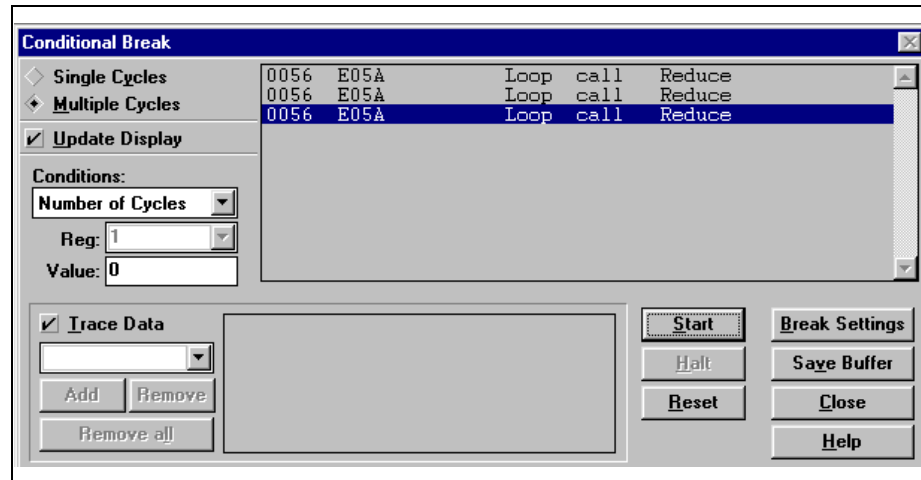 Conditional Break
Single Cycles
Multiple Cycles
Update Display
Conditions:
Number of Cycles
Reg: 1
Value: 0
0056 E05A Loop call Reduce
0056 E05A Loop call Reduce
0056 E05A Loop call Reduce
Trace Data
Add Remove
Remove all
Start
Halt
Reset
Break Settings
Save Buffer
Close
Help